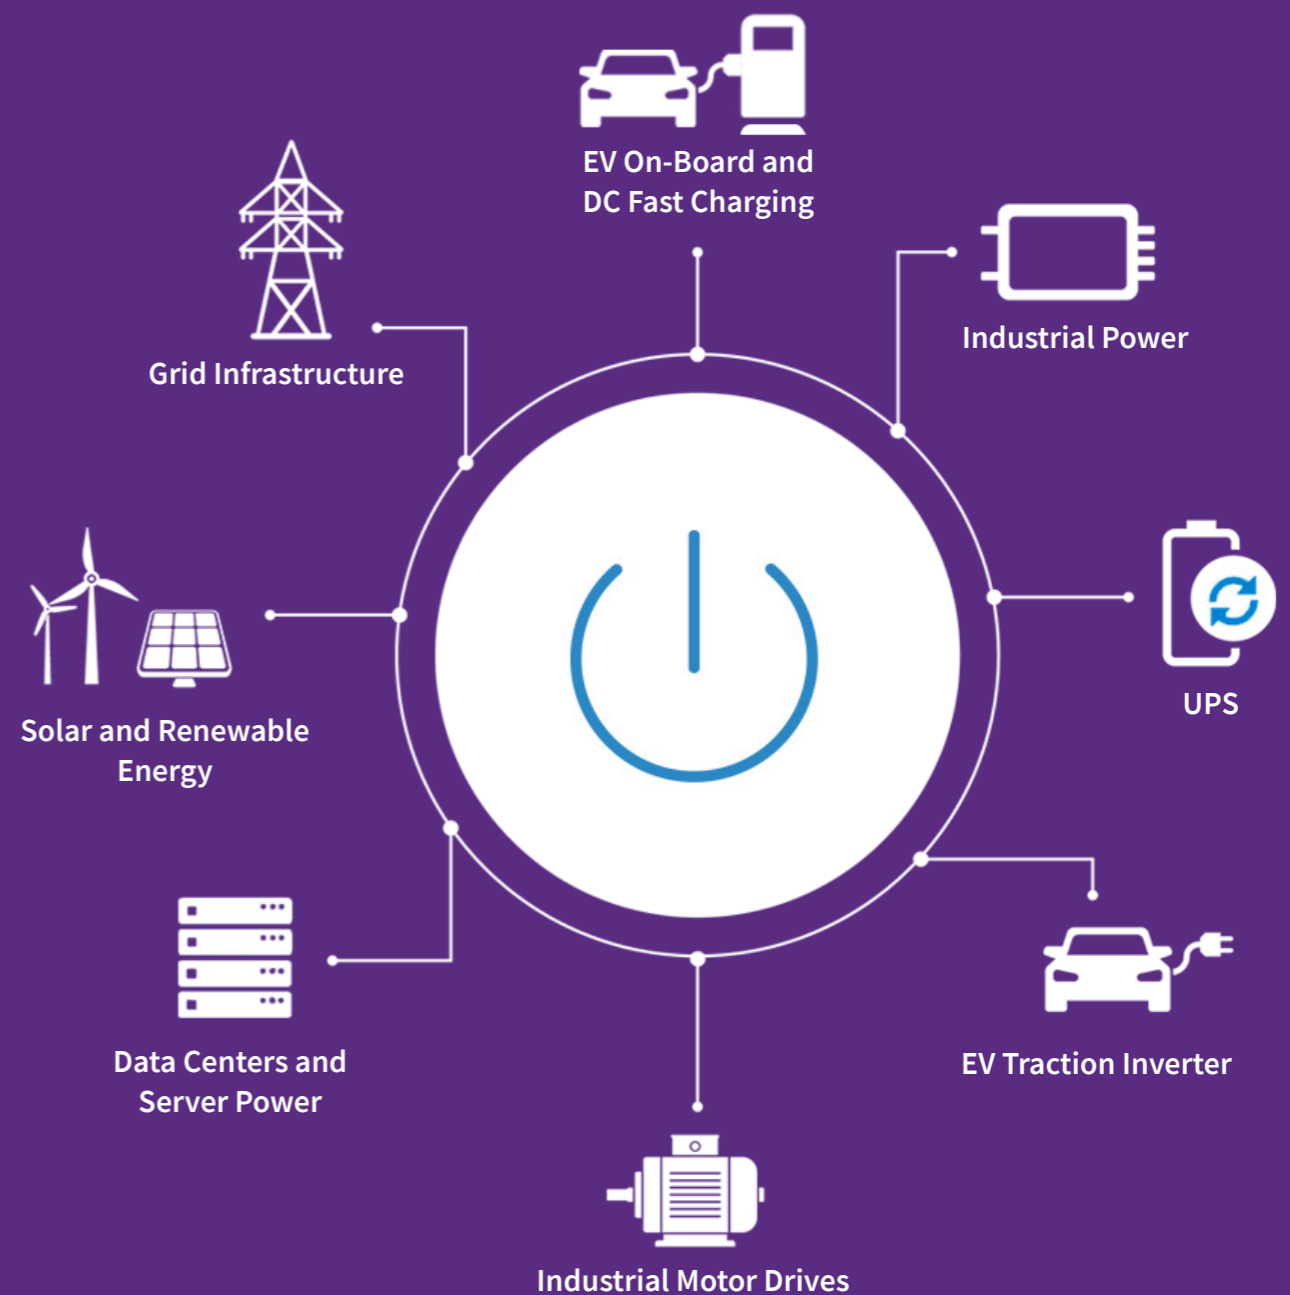 EV On-Board and
DC Fast Charging
Industrial Power
Grid Infrastructure
UPS
Solar and Renewable
Energy
EV Traction Inverter
Data Centers and
Server Power
Industrial Motor Drives